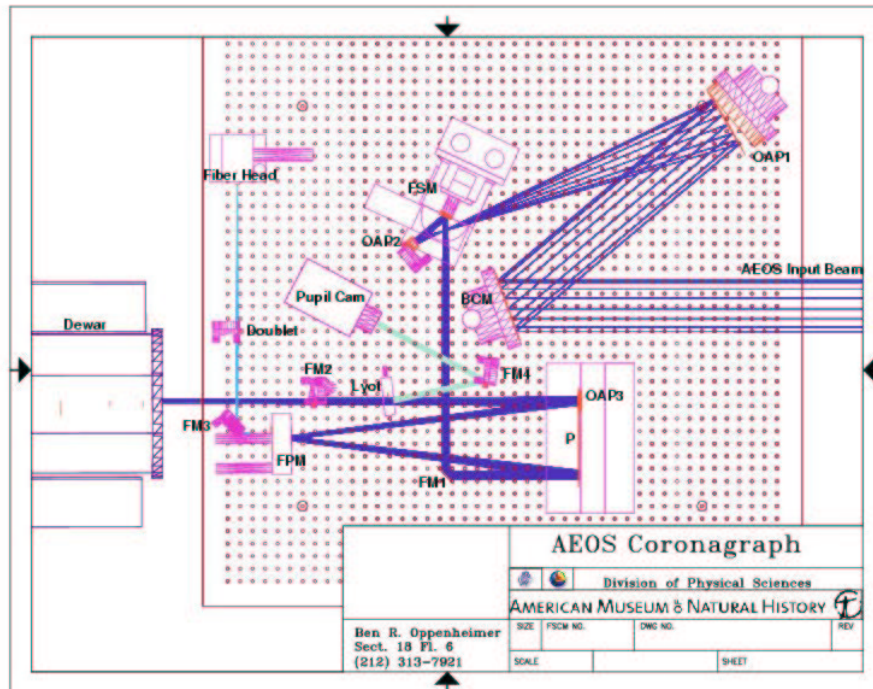 OAP1
Fiber Head
FSM
OAP2
AEOS Input Beam
Pupil Cam
BCM
Dewar
Doublet
FM2
Lyot
FM4
OAP3
FM3
P
FPM
FM1
AEOS Coronagraph
Division of Physical Sciences
AMERICAN MUSEUM & NATURAL HISTORY
Ben R. Oppenheimer
Sect. 18 Fl. 6
(212) 313-7921
SIZE FSCM NO. DWG NO. REV
SCALE SHEET